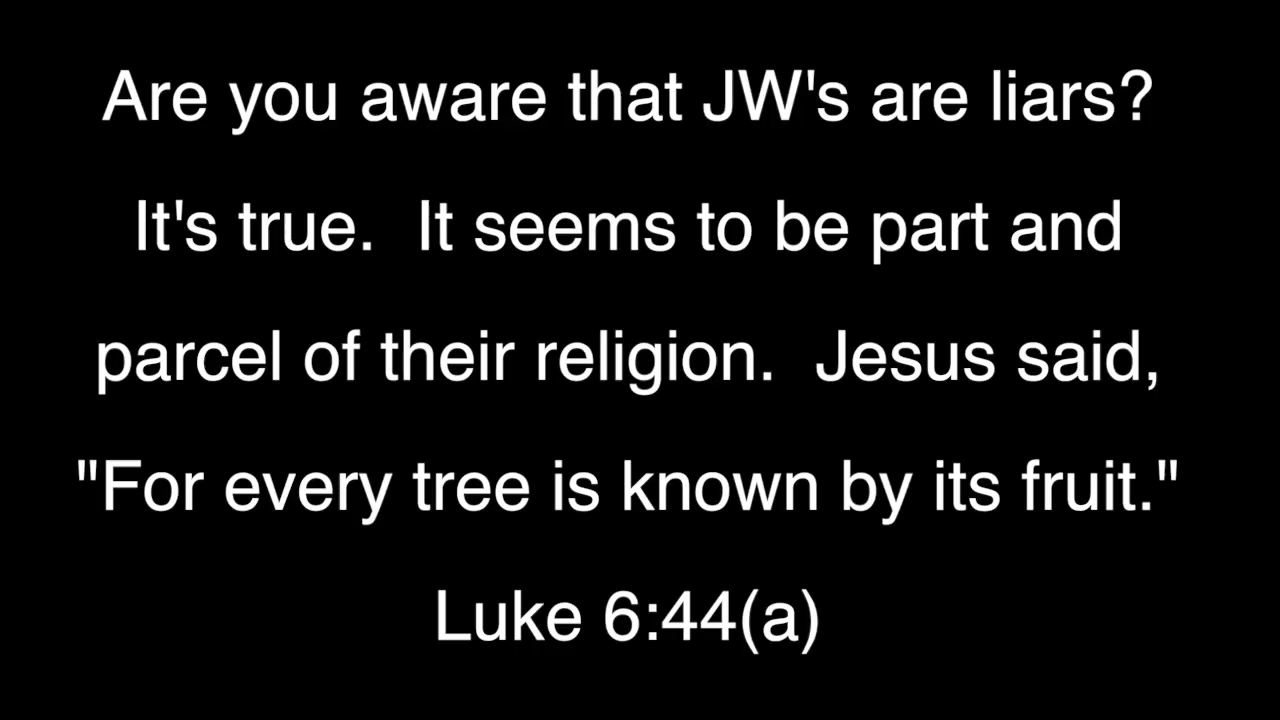 Are you aware that JW's are liars?
It's true.  It seems to be part and
parcel of their religion.  Jesus said,
"For every tree is known by its fruit."
Luke 6:44(a)